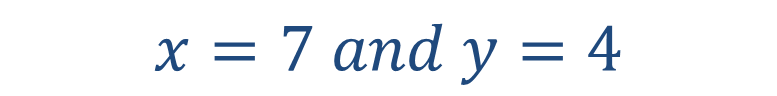 x = 7 and y = 4